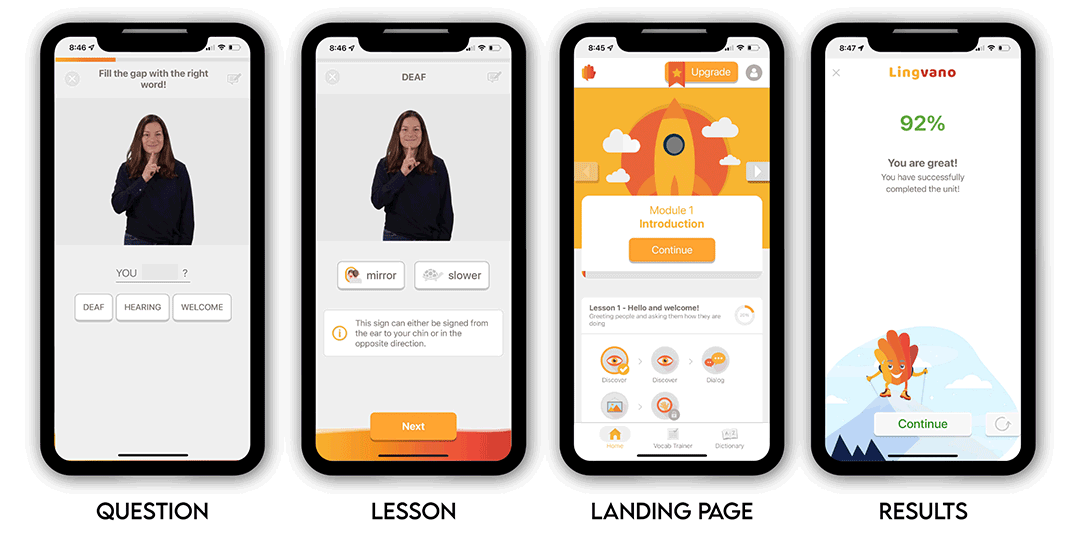 8:46
Fill the gap with the right
word!
YOU ?
DEAF
HEARING
WELCOME
QUESTION
8:46
DEAF
mirror
slower
This sign can either be signed from
the ear to your chin or in the
opposite direction.
Next
LESSON
8:45
Upgrade
Module 1
Introduction
Continue
Lesson 1 - Hello and welcome!
Greeting people and asking them how they are
doing
Discover
Discover
Dialog
Home
Vocab Trainer
Dictionary
LANDING PAGE
8:47
Lingvano
92%
You are great!
You have successfully
completed the unit!
Continue
RESULTS